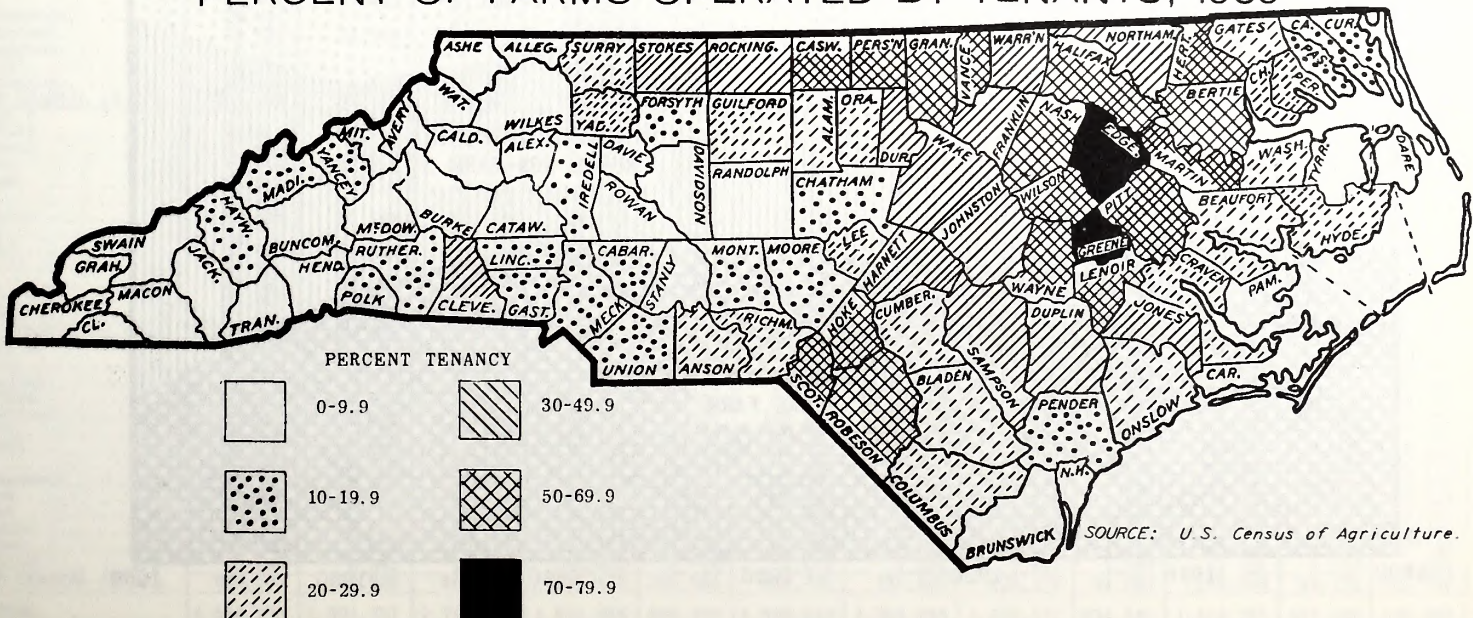 PERCENT OF FARMS OPERATED BY TENANTS,
ASHE ALLEG. SURRY STOKES ROCKING. CASW. PERS'N GRAN. VANCE WARR'N HALIFAX NORTHAM. HERT. GATES CA. CUR.
PAS. PER. CH. BERTIE
WAT. WILKES YAD. FORSYTH GUILFORD ALAM. ORA. DUR. FRANKLIN NASH EDGE. MARTIN WASH. TYRR. DARE
MIT. AVERY CALD. ALEX. IREDELL DAVIE DAVIDSON RANDOLPH CHATHAM WAKE
MADI. YANCEY BURKE CATAW. ROWAN JOHNSTON WILSON PITT BEAUFORT HYDE
HAYW. BUNCOM. McDOW. RUTHER. LINC. CABAR. STANLY MONT. MOORE LEE HARNETT GREENE LENOIR CRAVEN PAM.
SWAIN GRAH. JACK. HEND. POLK CLEVE. GAST. MECK. WAYNE JONES
CHEROKEE MACON CL. TRAN. UNION ANSON RICHM. HOKE CUMBER. SAMPSON DUPLIN CAR.
SCOT. ROBESON BLADEN PENDER ONSLOW
COLUMBUS N.H. BRUNSWICK
PERCENT TENANCY
0-9.9
30-49.9
10-19.9
50-69.9
20-29.9
70-79.9
SOURCE: U.S. Census of Agriculture.